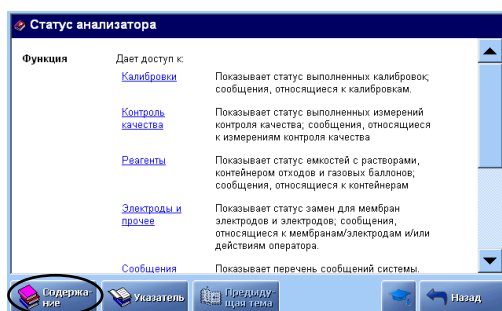 Статус анализатора
Функция
Дает доступ к:
Калибровки
Показывает статус выполненных калибровок;
сообщения, относящиеся к калибровкам.
Контроль
качества
Показывает статус выполненных измерений
контроля качества; сообщения, относящиеся
к измерениям контроля качества
Реагенты
Показывает статус емкостей с растворами,
контейнером отходов и газовых баллонов;
сообщения, относящиеся к контейнерам
Электроды и
прочее
Показывает статус замен для мембран
электродов и электродов; сообщения,
относящиеся к мембранам/электродам и/или
действиям оператора.
Сообщения
Показывает перечень сообщений системы.
Содержа-
ние
Указатель
Предыду-
щая тема
Назад